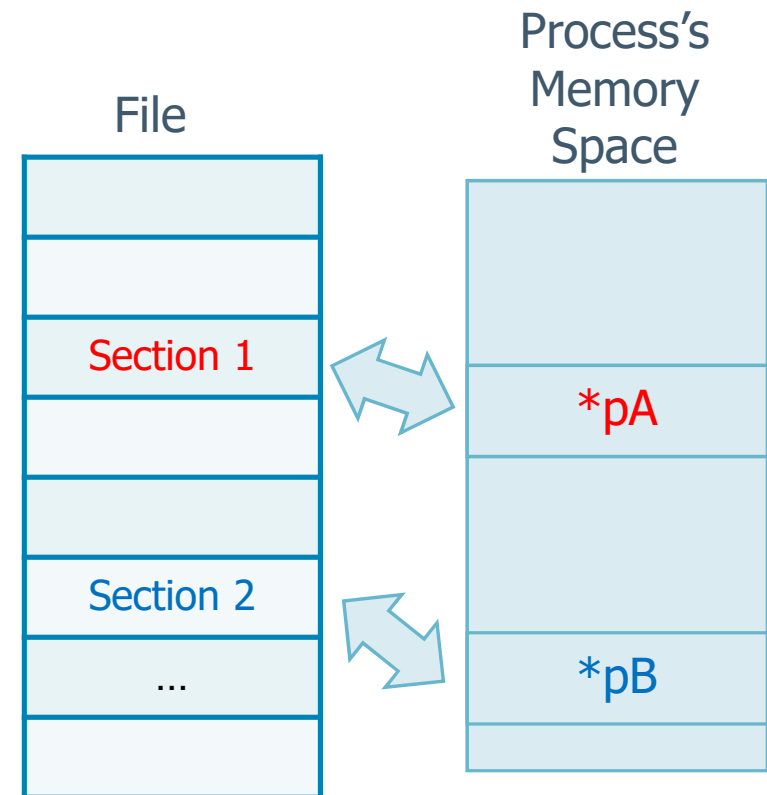 File
Process’s
Memory
Space
Section 1
*pA
Section 2
...
*pB